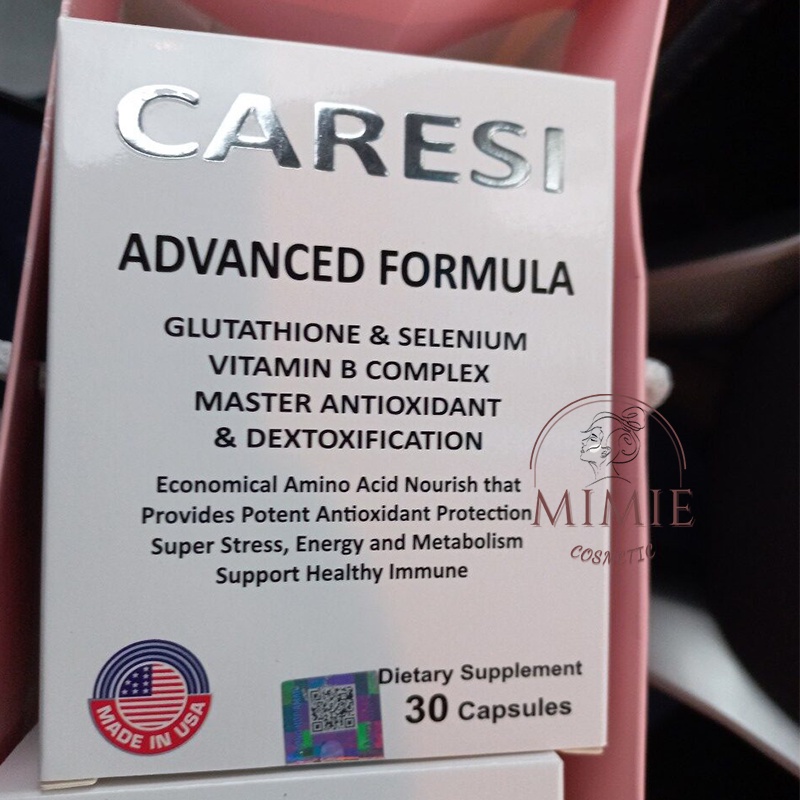 CARESI
ADVANCED FORMULA
GLUTATHIONE & SELENIUM
VITAMIN B COMPLEX
MASTER ANTIOXIDANT
& DEXTOXIFICATION
Economical Amino Acid Nourish that
Provides Potent Antioxidant Protection
Super Stress, Energy and Metabolism
Support Healthy Immune
MIMIE
COSMETIC
MADE IN USA
Dietary Supplement
30 Capsules